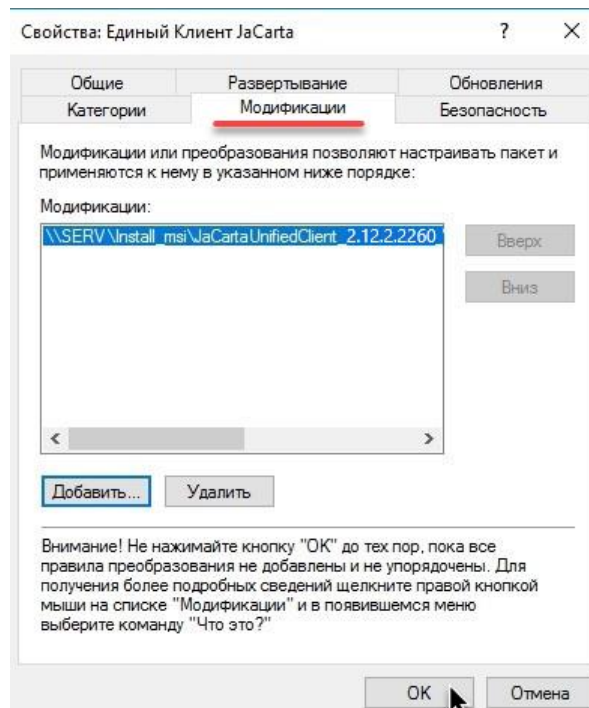 Свойства: Единый Клиент JaCarta ? ×
Общие Развертывание Обновления
Категории Модификации Безопасность
Модификации или преобразования позволяют настраивать пакет и
применяются к нему в указанном ниже порядке:
Модификации:
\\SERV\Install_msi\JaCartaUnifiedClient_2.12.2.2260_
Вверх
Вниз
Добавить... Удалить
Внимание! Не нажимайте кнопку "OK" до тех пор, пока все
правила преобразования не добавлены и не упорядочены. Для
получения более подробных сведений щелкните правой кнопкой
мыши на списке "Модификации" и в появившемся меню
выберите команду "Что это?"
OK Отмена